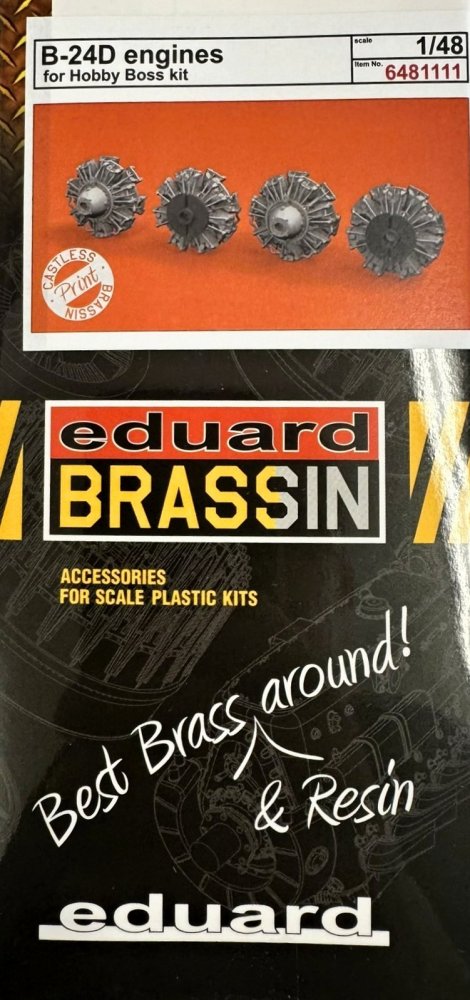 B-24D engines
for Hobby Boss kit
scale
1/48
Item No.
6481111
CASTLESS
Print
BRASSIN
eduard
BRASSIN
ACCESSORIES
FOR SCALE PLASTIC KITS
Best Brass around!
& Resin
eduard